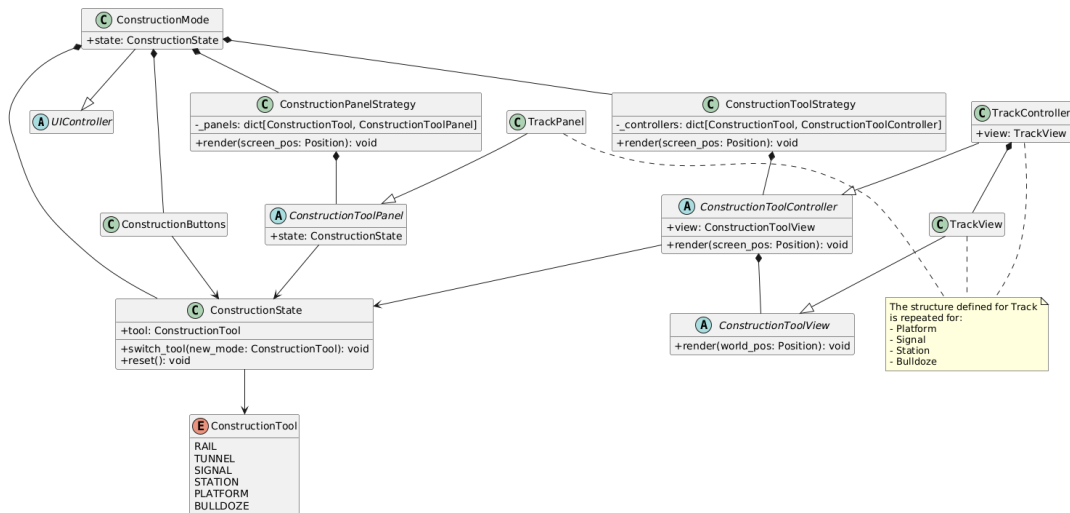 C ConstructionMode
+state: ConstructionState
A UIController
C ConstructionPanelStrategy
-_panels: dict[ConstructionTool, ConstructionToolPanel]
+render(screen_pos: Position): void
C TrackPanel
C ConstructionToolStrategy
-_controllers: dict[ConstructionTool, ConstructionToolController]
+render(screen_pos: Position): void
C TrackController
+view: TrackView
C ConstructionButtons
A ConstructionToolPanel
+state: ConstructionState
A ConstructionToolController
+view: ConstructionToolView
+render(screen_pos: Position): void
C TrackView
C ConstructionState
+tool: ConstructionTool
+switch_tool(new_mode: ConstructionTool): void
+reset(): void
A ConstructionToolView
+render(world_pos: Position): void
The structure defined for Track
is repeated for:
- Platform
- Signal
- Station
- Bulldoze
E ConstructionTool
RAIL
TUNNEL
SIGNAL
STATION
PLATFORM
BULLDOZE